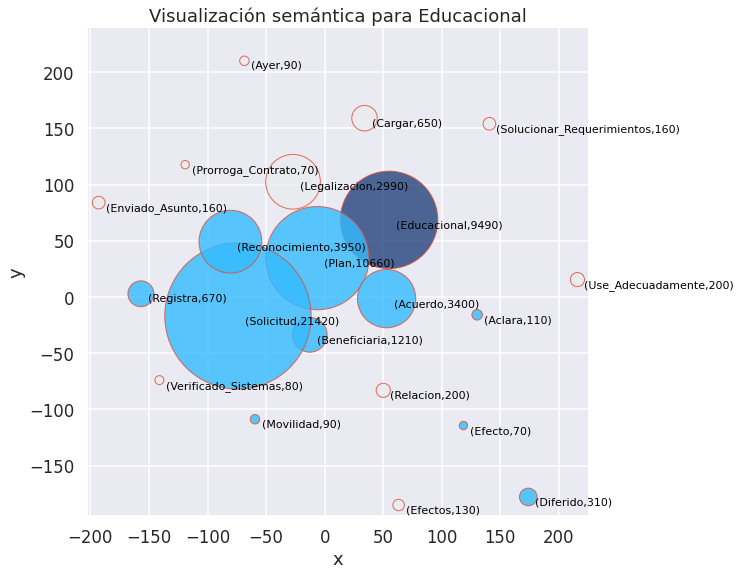 Visualización semántica para Educacional
y
200
150
100
50
0
−50
−100
−150
(Ayer,90)
(Cargar,650)
(Solucionar_Requerimientos,160)
(Prorroga_Contrato,70)
(Legalizacion,2990)
(Enviado_Asunto,160)
(Educacional,9490)
(Reconocimiento,3950)
(Plan,10660)
(Use_Adecuadamente,200)
(Registra,670)
(Acuerdo,3400)
(Solicitud,21420)
(Aclara,110)
(Beneficiaria,1210)
(Verificado_Sistemas,80)
(Relacion,200)
(Movilidad,90)
(Efecto,70)
(Diferido,310)
(Efectos,130)
−200 −150 −100 −50 0 50 100 150 200
x